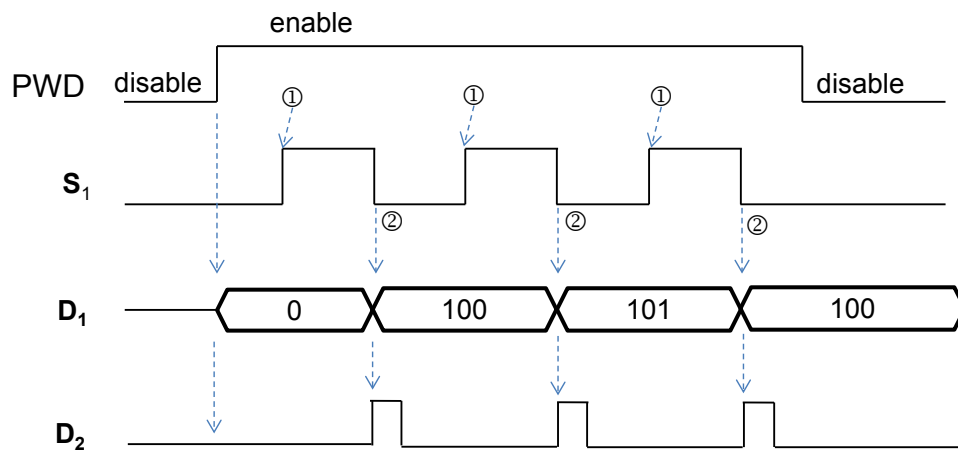 enable
disable
PWD
disable
① ① ①
S₁
② ② ②
D₁ 0 100 101 100
D₂